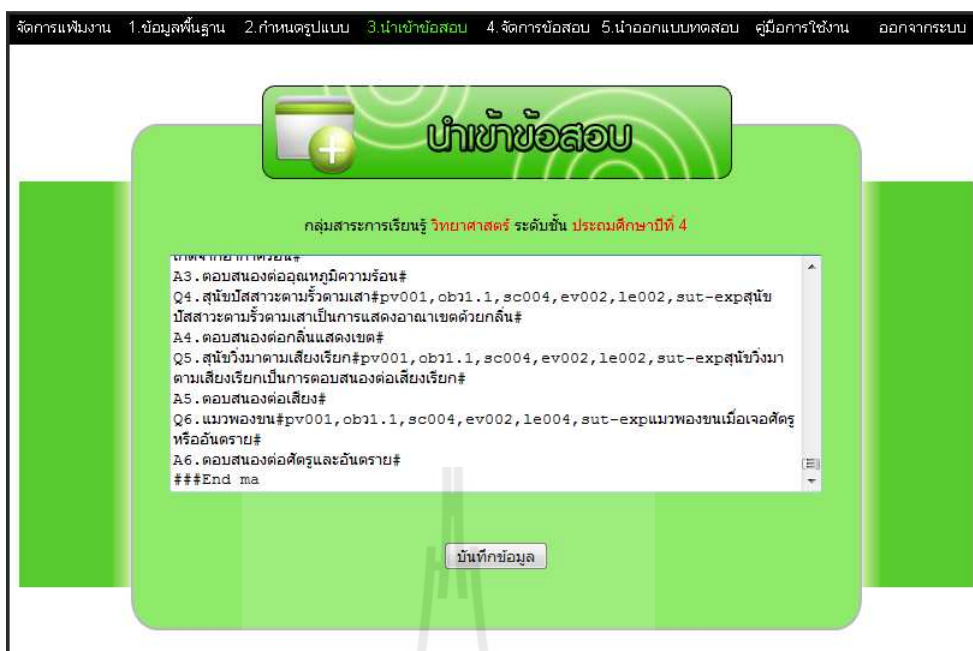 จัดการแฟ้มงาน 1.ข้อมูลพื้นฐาน 2.กำหนดรูปแบบ 3.นำเข้าข้อสอบ 4.จัดการข้อสอบ 5.นำออกแบบทดสอบ คู่มือการใช้งาน ออกจากระบบ
นำเข้าข้อสอบ
กลุ่มสาระการเรียนรู้ วิทยาศาสตร์ ระดับชั้น ประถมศึกษาปีที่ 4
เกิดจากอากาศร้อน#
A3.ตอบสนองต่ออุณหภูมิความร้อน#
Q4.สุนัขปัสสาวะตามรั้วตามเสา#pv001,obว1.1,sc004,ev002,le002,sut-expสุนัข
ปัสสาวะตามรั้วตามเสาเป็นการแสดงอาณาเขตด้วยกลิ่น#
A4.ตอบสนองต่อกลิ่นแสดงเขต#
Q5.สุนัขวิ่งมาตามเสียงเรียก#pv001,obว1.1,sc004,ev002,le002,sut-expสุนัขวิ่งมา
ตามเสียงเรียกเป็นการตอบสนองต่อเสียงเรียก#
A5.ตอบสนองต่อเสียง#
Q6.แมวพองขน#pv001,obว1.1,sc004,ev002,le004,sut-expแมวพองขนเมื่อเจอศัตรู
หรืออันตราย#
A6.ตอบสนองต่อศัตรูและอันตราย#
###End ma
บันทึกข้อมูล